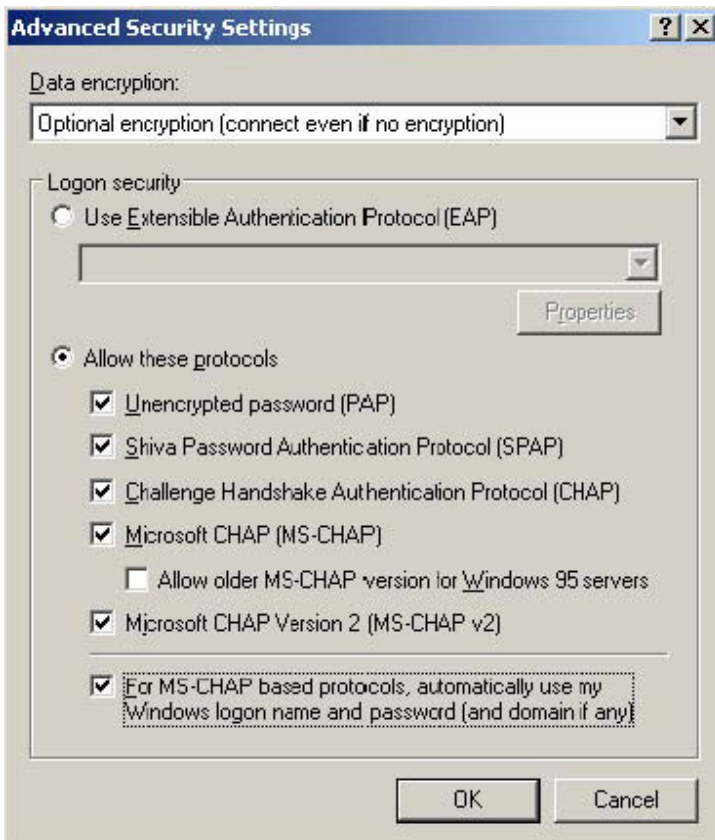 Advanced Security Settings
Data encryption:
Optional encryption (connect even if no encryption)
Logon security
Use Extensible Authentication Protocol (EAP)
Properties
Allow these protocols
Unencrypted password (PAP)
Shiva Password Authentication Protocol (SPAP)
Challenge Handshake Authentication Protocol (CHAP)
Microsoft CHAP (MS-CHAP)
Allow older MS-CHAP version for Windows 95 servers
Microsoft CHAP Version 2 (MS-CHAP v2)
For MS-CHAP based protocols, automatically use my
Windows logon name and password (and domain if any)
OK Cancel